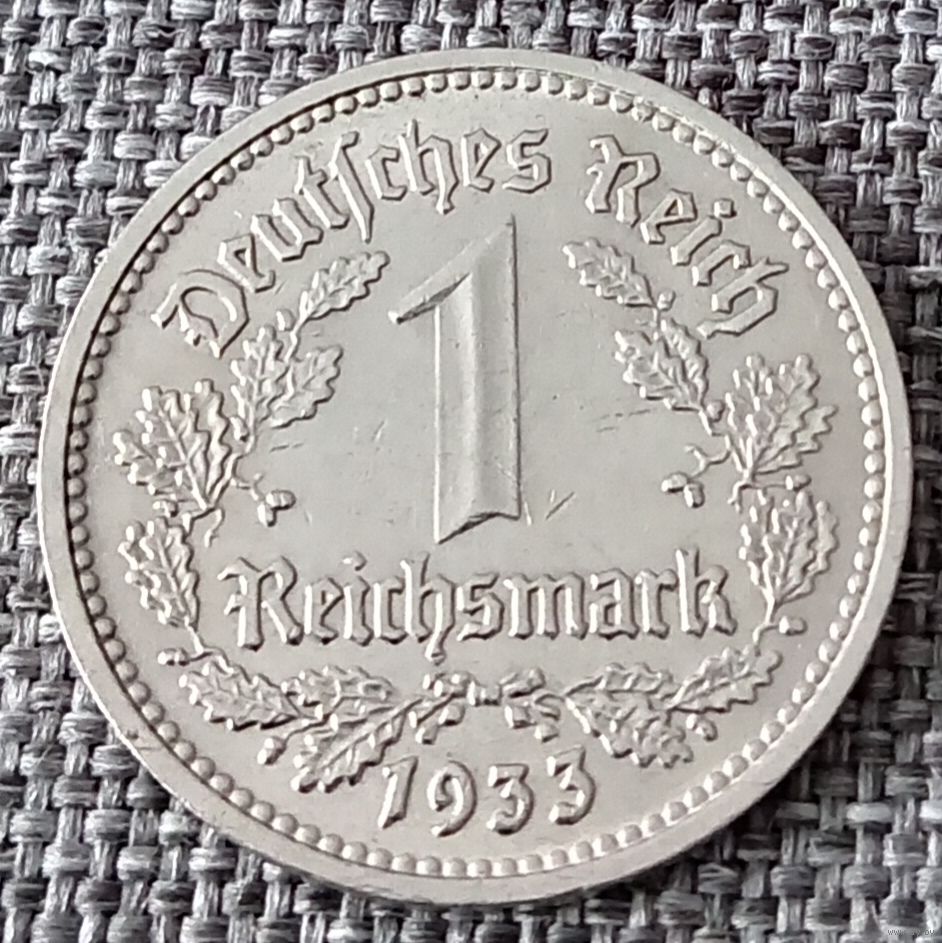 Deutſches Reich
1
Reichsmark
1933